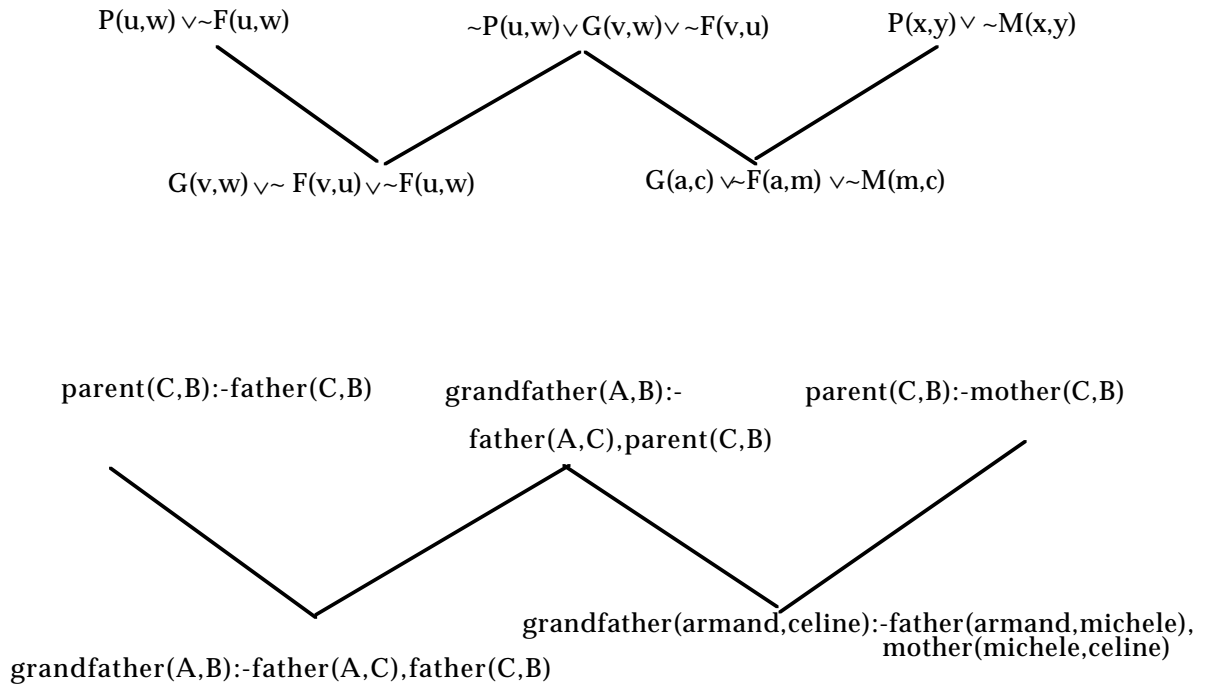 P(u,w) ∨~F(u,w)
~P(u,w)∨G(v,w)∨ ~F(v,u)
P(x,y)∨ ~M(x,y)
G(v,w) ∨~ F(v,u)∨~F(u,w)
G(a,c) ∨~F(a,m) ∨~M(m,c)
parent(C,B):-father(C,B)
grandfather(A,B):-
father(A,C),parent(C,B)
parent(C,B):-mother(C,B)
grandfather(A,B):-father(A,C),father(C,B)
grandfather(armand,celine):-father(armand,michele),
mother(michele,celine)